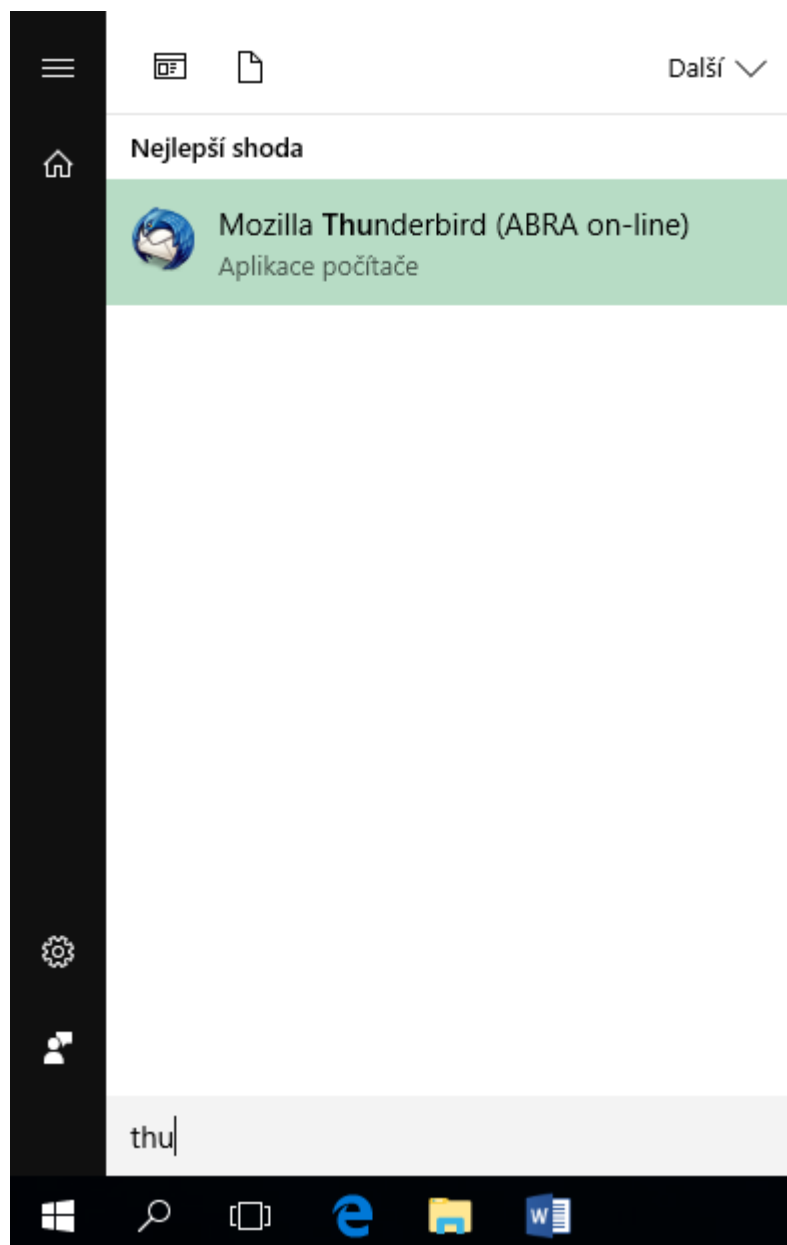 Další
Nejlepší shoda
Mozilla Thunderbird (ABRA on-line)
Aplikace počítače
thu